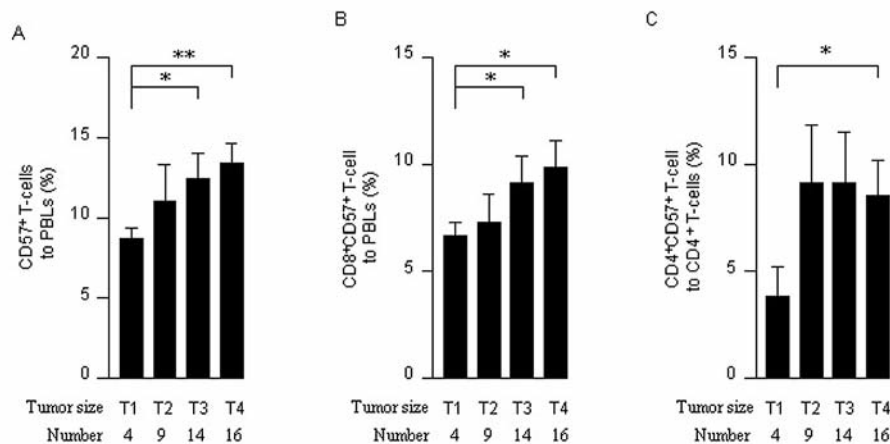 A
20
15
10
5
0
CD57+ T-cells
to PBLs (%)
**
*
Tumor size T1 T2 T3 T4
Number 4 9 14 16
B
15
10
5
0
CD8+CD57+ T-cell
to PBLs (%)
*
*
Tumor size T1 T2 T3 T4
Number 4 9 14 16
C
15
10
5
0
CD4+CD57+ T-cell
to CD4+ T-cells (%)
*
Tumor size T1 T2 T3 T4
Number 4 9 14 16